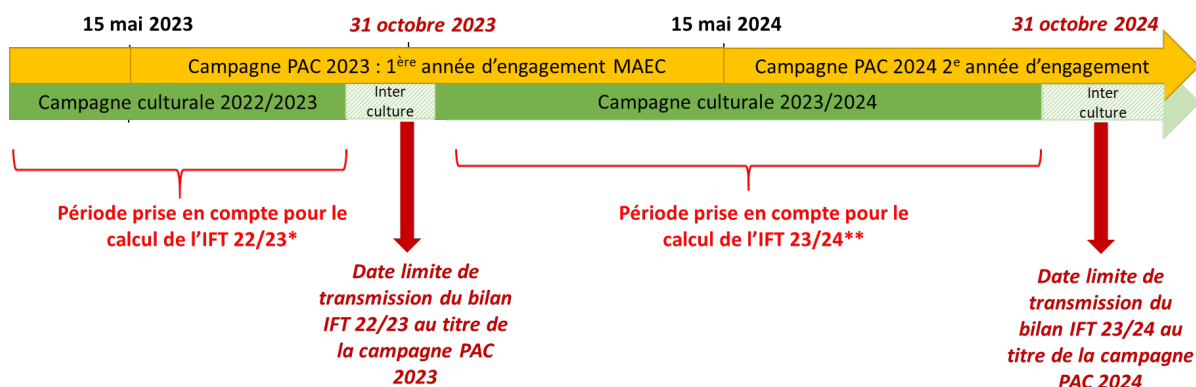 15 mai 2023
31 octobre 2023
15 mai 2024
31 octobre 2024
Campagne PAC 2023 : 1ère année d'engagement MAEC
Campagne PAC 2024 2e année d'engagement
Campagne culturale 2022/2023
Inter
culture
Campagne culturale 2023/2024
Inter
culture
Période prise en compte pour le
calcul de l'IFT 22/23*
Période prise en compte pour le
calcul de l'IFT 23/24**
Date limite de
transmission du bilan
IFT 22/23 au titre de
la campagne PAC
2023
Date limite de
transmission du
bilan IFT 23/24 au
titre de la campagne
PAC 2024